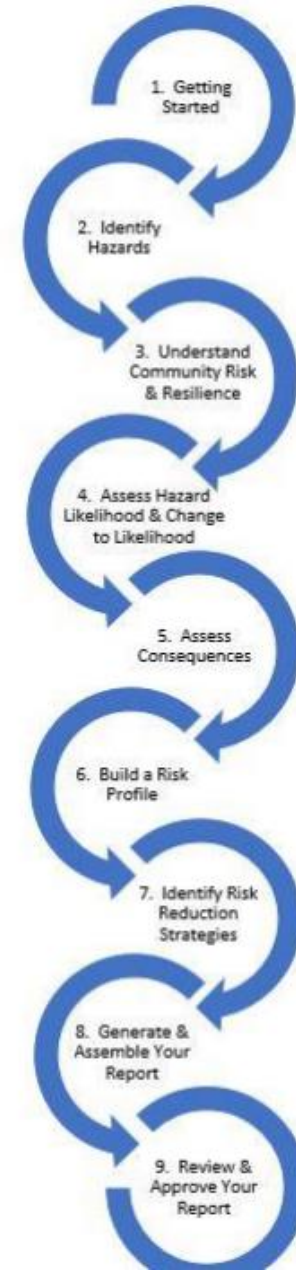 1. Getting
Started
2. Identify
Hazards
3. Understand
Community Risk
& Resilience
4. Assess Hazard
Likelihood & Change
to Likelihood
5. Assess
Consequences
6. Build a Risk
Profile
7. Identify Risk
Reduction
Strategies
8. Generate &
Assemble Your
Report
9. Review &
Approve Your
Report